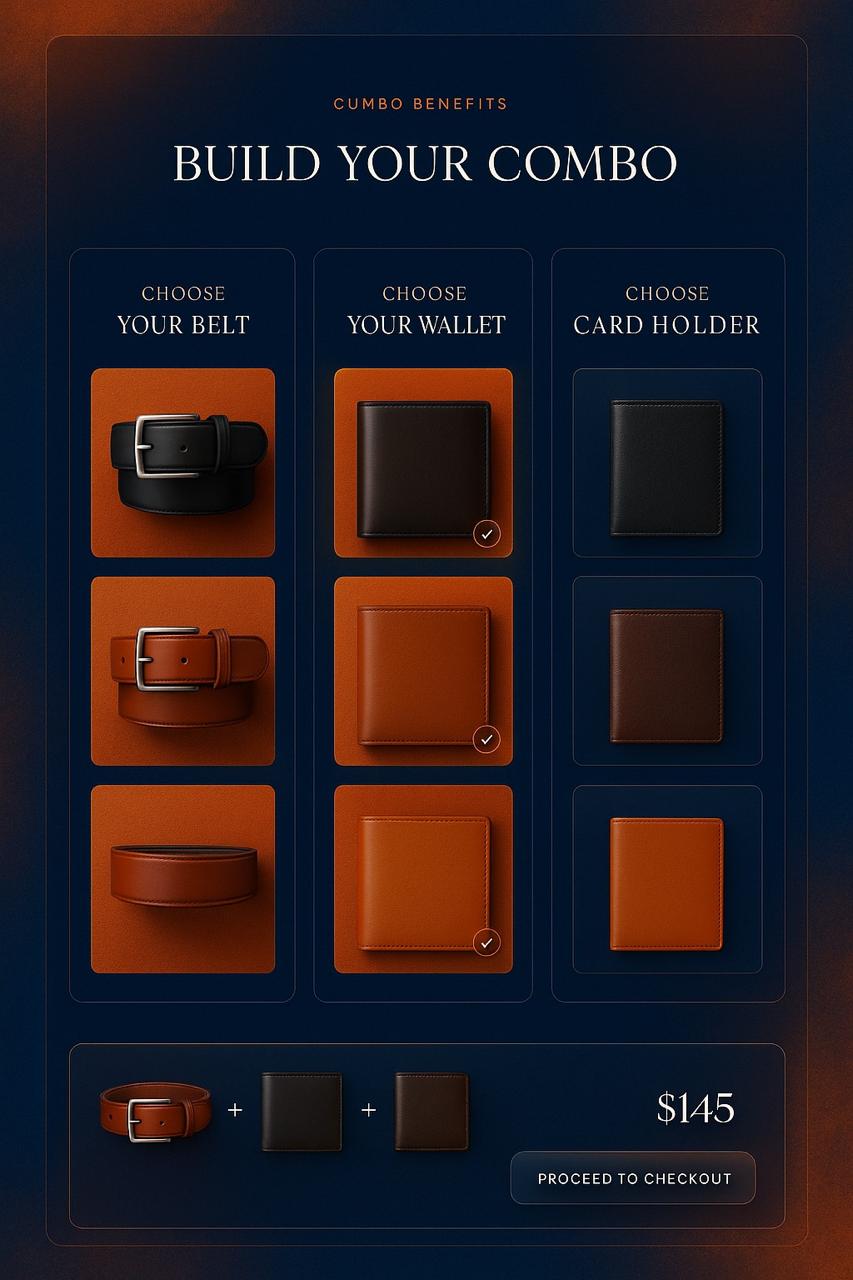 CUMBO BENEFITS
BUILD YOUR COMBO
CHOOSE
YOUR BELT
CHOOSE
YOUR WALLET
CHOOSE
CARD HOLDER
+
+
$145
PROCEED TO CHECKOUT